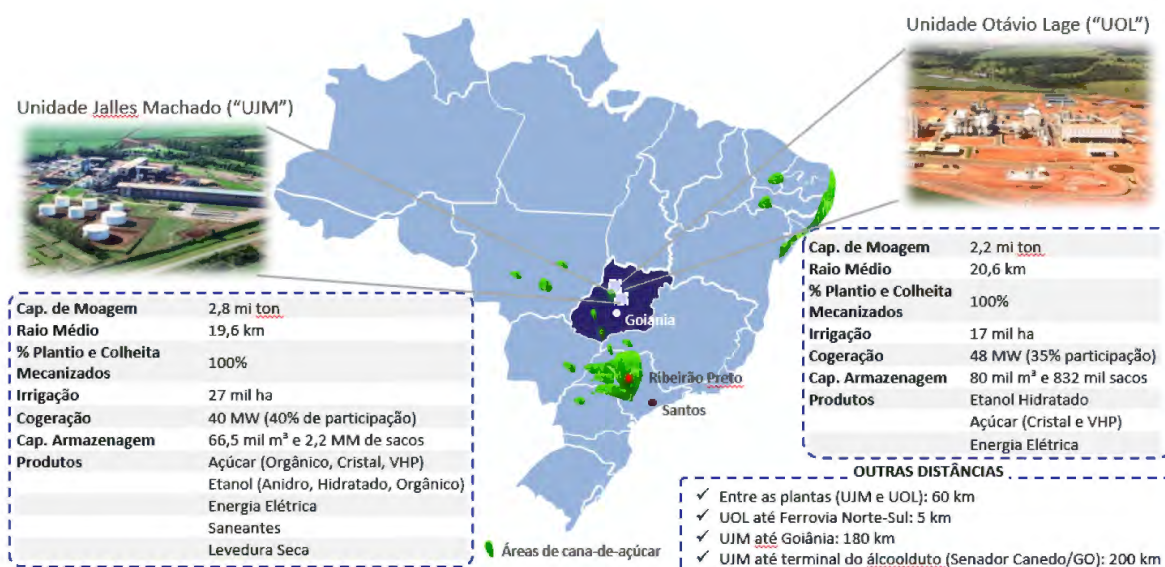 Unidade Otávio Lage (“UOL”)
Unidade Jalles Machado (“UJM”)
Cap. de Moagem 2,2 mi ton
Raio Médio 20,6 km
% Plantio e Colheita Mecanizados 100%
Irrigação 17 mil ha
Cogeração 48 MW (35% participação)
Cap. Armazenagem 80 mil m³ e 832 mil sacos
Produtos Etanol Hidratado
Açúcar (Cristal e VHP)
Energia Elétrica
Cap. de Moagem 2,8 mi ton
Raio Médio 19,6 km
% Plantio e Colheita Mecanizados 100%
Irrigação 27 mil ha
Cogeração 40 MW (40% de participação)
Cap. Armazenagem 66,5 mil m³ e 2,2 MM de sacos
Produtos Açúcar (Orgânico, Cristal, VHP)
Etanol (Anidro, Hidratado, Orgânico)
Energia Elétrica
Saneantes
Levedura Seca
Goiânia
Ribeirão Preto
Santos
Áreas de cana-de-açúcar
OUTRAS DISTÂNCIAS
✓ Entre as plantas (UJM e UOL): 60 km
✓ UOL até Ferrovia Norte-Sul: 5 km
✓ UJM até Goiânia: 180 km
✓ UJM até terminal do álcoolduto (Senador Canedo/GO): 200 km